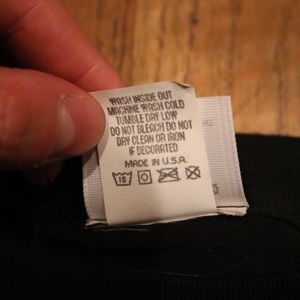 WASH INSIDE OUT
MACHINE WASH COLD
TUMBLE DRY LOW
DO NOT BLEACH DO NOT
DRY CLEAN OR IRON
IF DECORATED
MADE IN U.S.A.